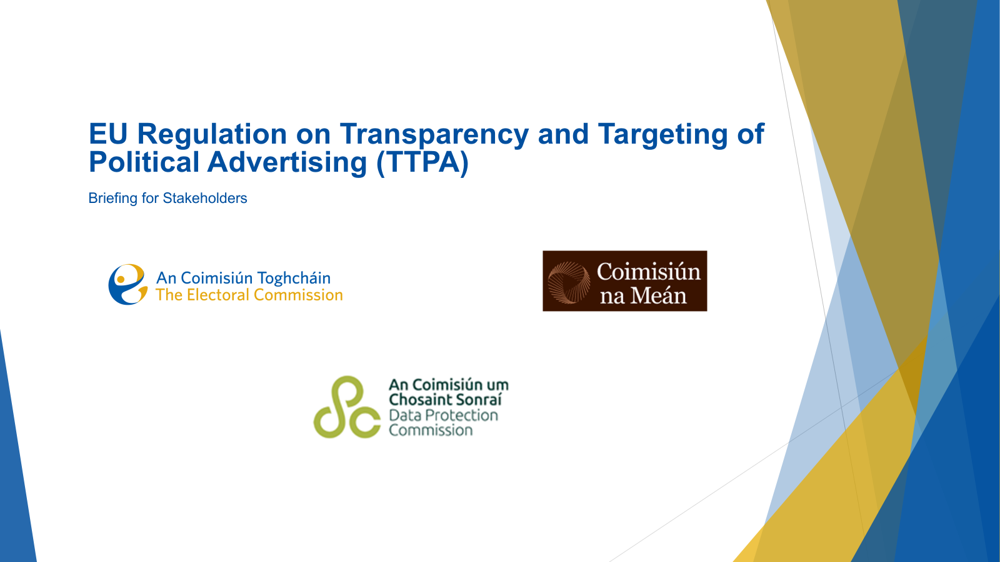 EU Regulation on Transparency and Targeting of
Political Advertising (TTPA)
Briefing for Stakeholders
An Coimisiún Toghcháin
The Electoral Commission
Coimisiún
na Meán
An Coimisiún um
Chosaint Sonraí
Data Protection
Commission